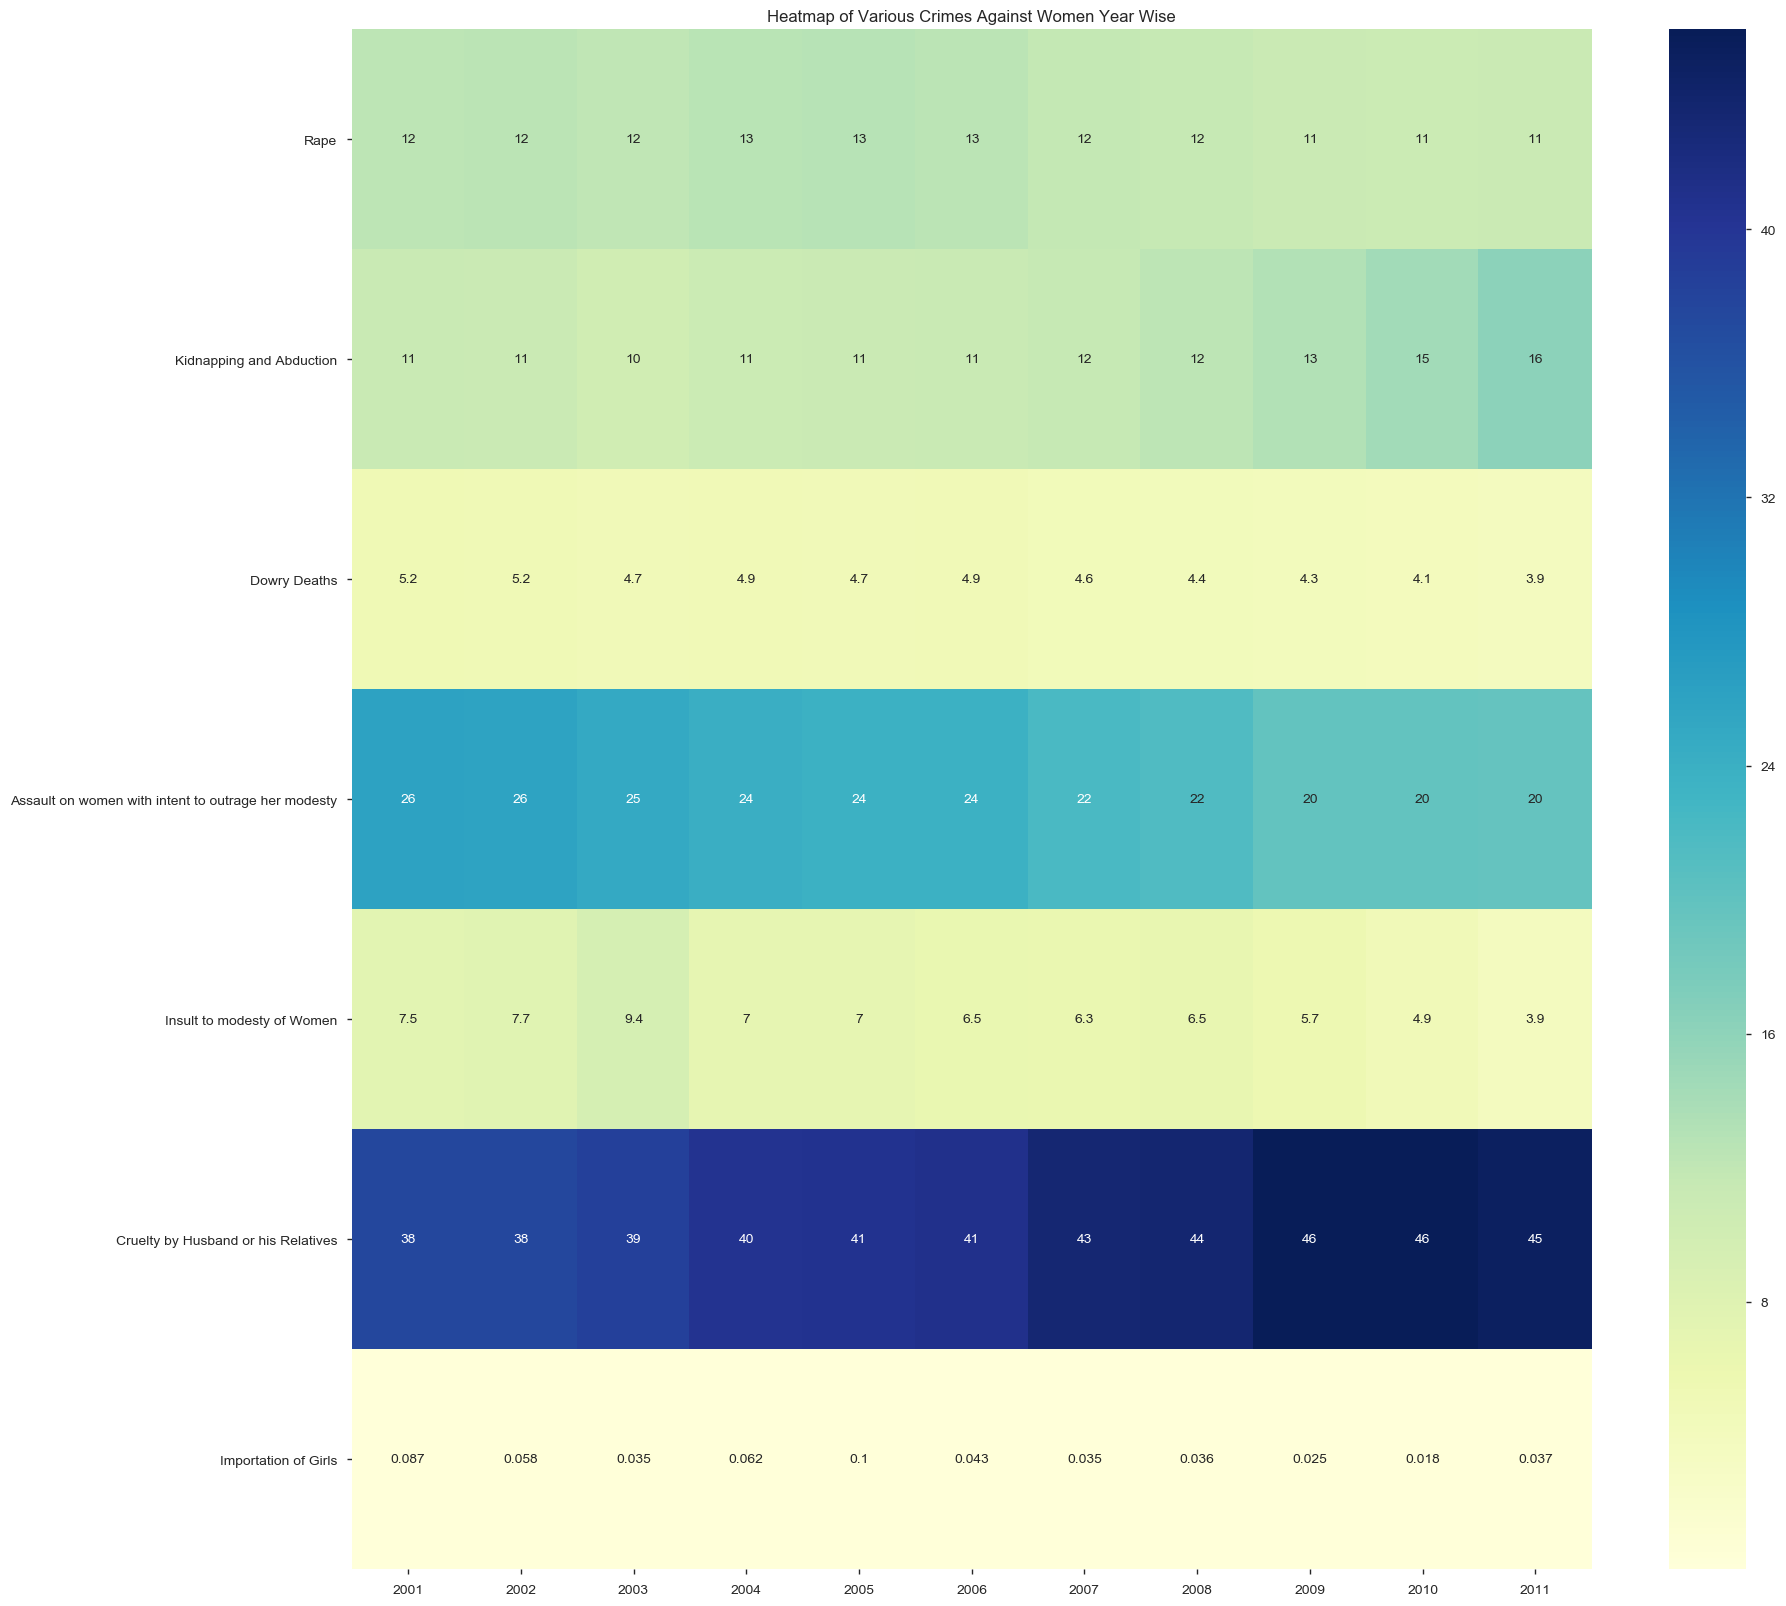 Heatmap of Various Crimes Against Women Year Wise
Rape 12 12 12 13 13 13 12 12 11 11 11
40
Kidnapping and Abduction 11 11 10 11 11 11 12 12 13 15 16
32
Dowry Deaths 5.2 5.2 4.7 4.9 4.7 4.9 4.6 4.4 4.3 4.1 3.9
24
Assault on women with intent to outrage her modesty 26 26 25 24 24 24 22 22 20 20 20
Insult to modesty of Women 7.5 7.7 9.4 7 7 6.5 6.3 6.5 5.7 4.9 3.9
16
Cruelty by Husband or his Relatives 38 38 39 40 41 41 43 44 46 46 45
8
Importation of Girls 0.087 0.058 0.035 0.062 0.1 0.043 0.035 0.036 0.025 0.018 0.037
2001 2002 2003 2004 2005 2006 2007 2008 2009 2010 2011